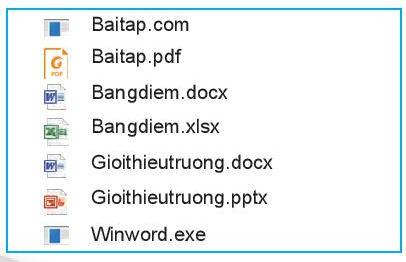 Baitap.com
Baitap.pdf
Bangdiem.docx
Bangdiem.xlsx
Gioithieutruong.docx
Gioithieutruong.pptx
Winword.exe